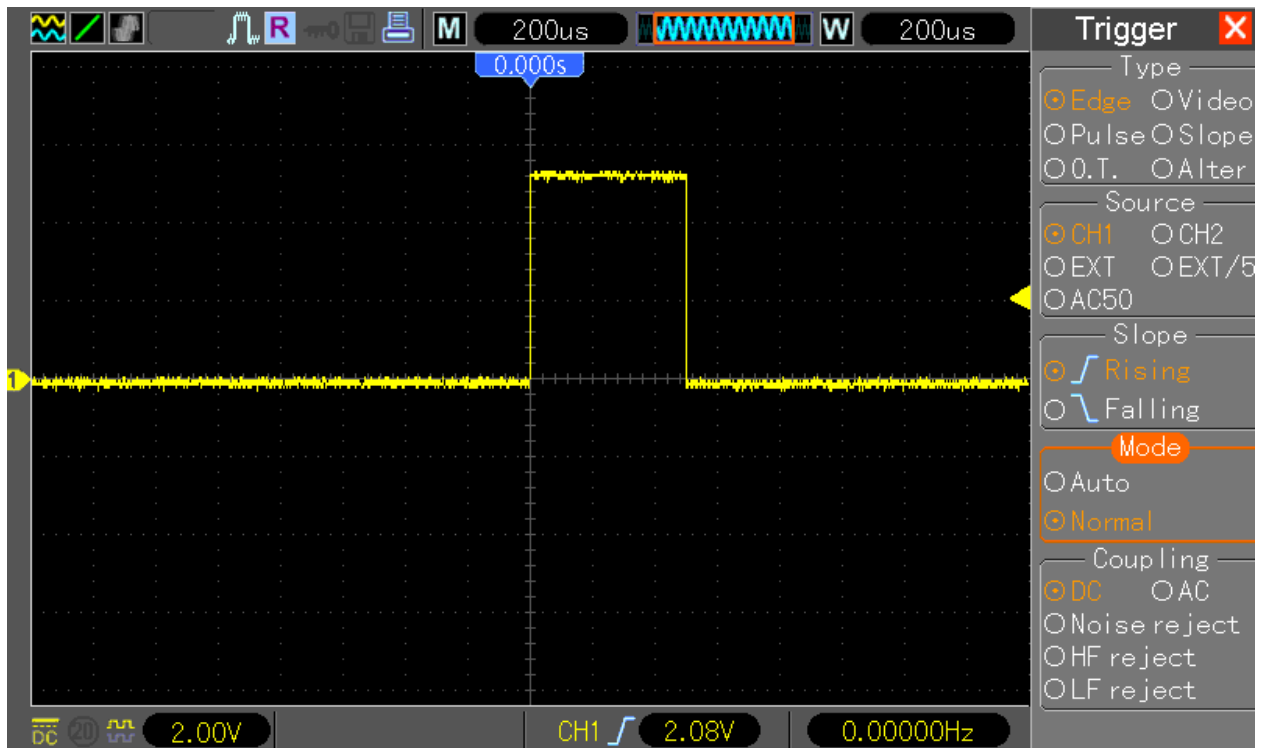 R M 200us W 200us Trigger X
0.000s
Type
Edge Video
Pulse Slope
O.T. Alter
Source
CH1 CH2
EXT EXT/5
AC50
Slope
Rising
1
Falling
Mode
Auto
Normal
Coupling
DC AC
Noise reject
HF reject
LF reject
DC 20 2.00V CH1 2.08V 0.00000Hz